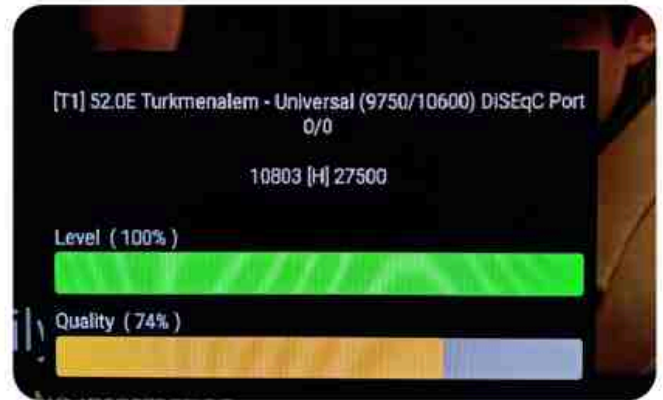 [T1] 52.0E Turkmenalem - Universal (9750/10600) DiSEqC Port
0/0
10803 [H] 27500
Level ( 100% )
Quality ( 74% )